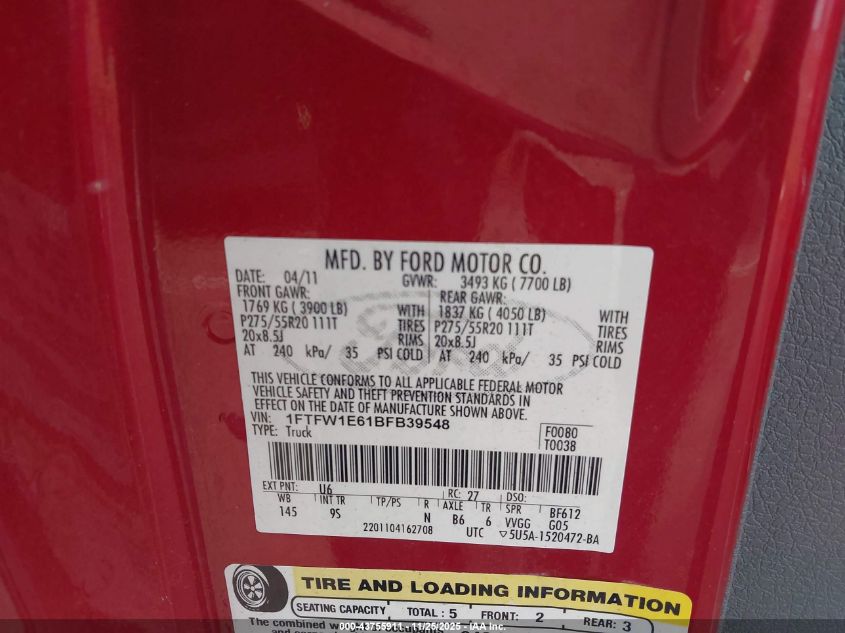 MFD. BY FORD MOTOR CO.
DATE: 04/11 GVWR: 3493 KG ( 7700 LB)
FRONT GAWR: REAR GAWR:
1769 KG ( 3900 LB) WITH 1837 KG ( 4050 LB) WITH
P275/55R20 111T TIRES P275/55R20 111T TIRES
20x8.5J RIMS 20x8.5J RIMS
AT 240 kPa/ 35 PSI COLD AT 240 kPa/ 35 PSI COLD
Ford
THIS VEHICLE CONFORMS TO ALL APPLICABLE FEDERAL MOTOR
VEHICLE SAFETY AND THEFT PREVENTION STANDARDS IN
EFFECT ON THE DATE OF MANUFACTURE SHOWN ABOVE.
VIN: 1FTFW1E61BFB39548 F0080
TYPE: Truck T0038
EXT PNT: U6 RC: 27 DSO:
WB INT TR TP/PS R AXLE TR SPR BF612
145 9S N B6 6 VVGG G05
2201104162708 UTC ▽5U5A-1520472-BA
TIRE AND LOADING INFORMATION
SEATING CAPACITY TOTAL : 5 FRONT: 2 REAR: 3
The combined
000-43755911 - 11/25/2025 - IAA Inc.